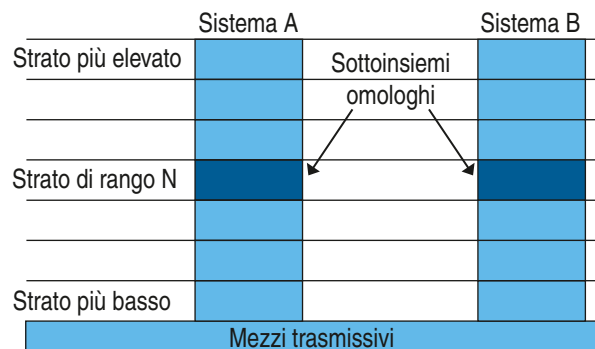 Sistema A
Sistema B
Strato più elevato
Sottoinsiemi
omologhi
Strato di rango N
Strato più basso
Mezzi trasmissivi